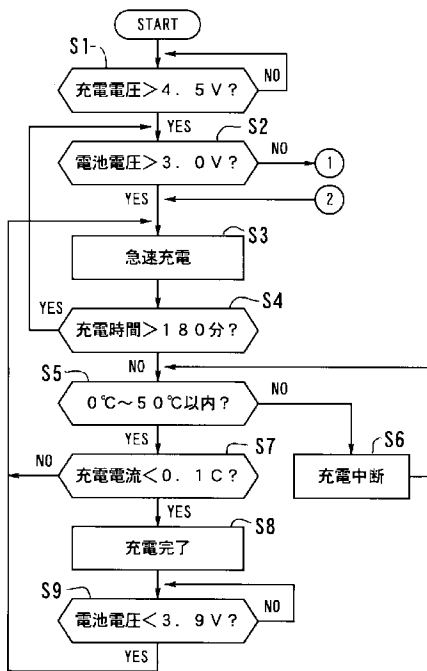 START
S1
充電電圧＞４．５Ｖ？
NO
YES
S2
電池電圧＞３．０Ｖ？
NO
1
YES
2
S3
急速充電
YES
S4
充電時間＞１８０分？
NO
S5
０℃～５０℃以内？
NO
YES
S6
充電中断
S7
充電電流＜０．１Ｃ？
NO
YES
S8
充電完了
S9
電池電圧＜３．９Ｖ？
NO
YES